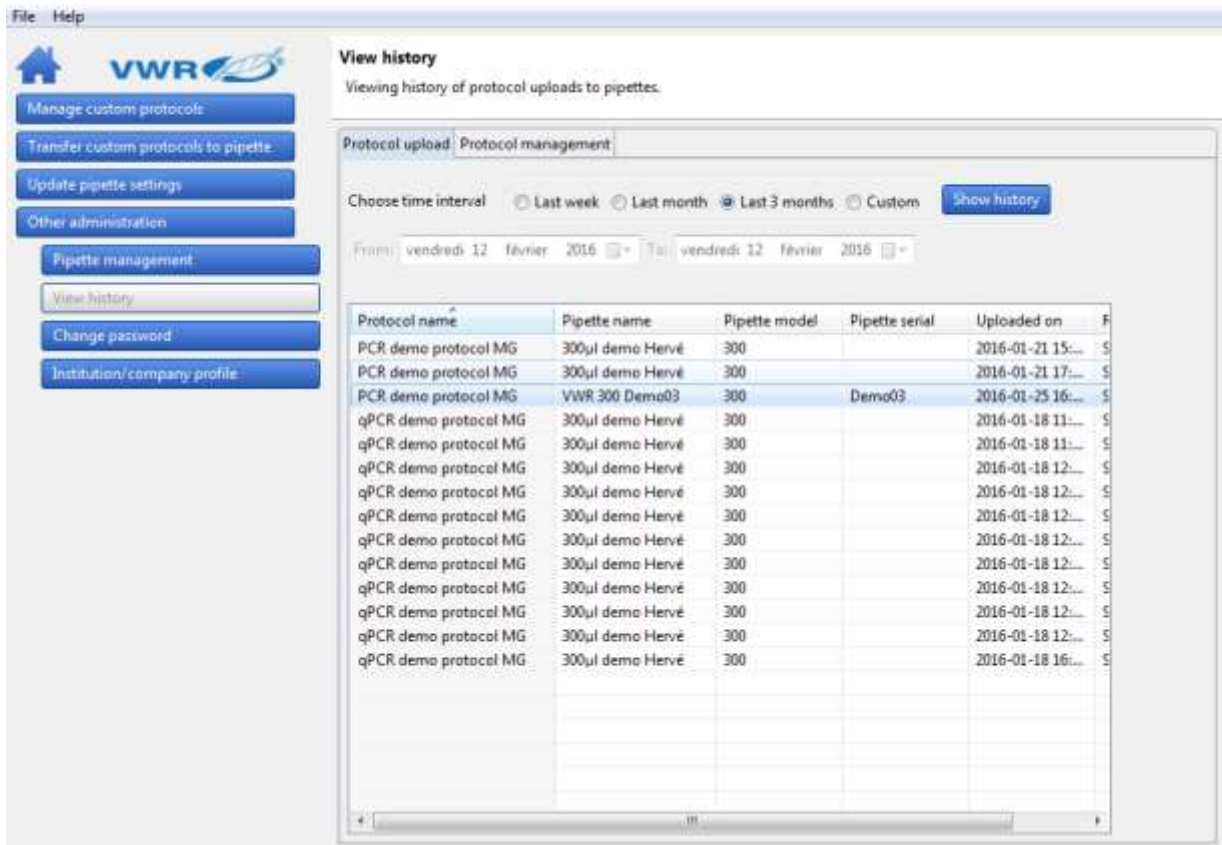 File Help
VWR
Manage custom protocols
Transfer custom protocols to pipette
Update pipette settings
Other administration
Pipette management
View history
Change password
Institution/company profile
View history
Viewing history of protocol uploads to pipettes.
Protocol upload Protocol management
Choose time interval Last week Last month Last 3 months Custom Show history
From: vendredi 12 février 2016 To: vendredi 12 février 2016
Protocol name Pipette name Pipette model Pipette serial Uploaded on F
PCR demo protocol MG 300µl demo Hervé 300 2016-01-21 15:... S
PCR demo protocol MG 300µl demo Hervé 300 2016-01-21 17:... S
PCR demo protocol MG VWR 300 Demo03 300 Demo03 2016-01-25 16:... S
qPCR demo protocol MG 300µl demo Hervé 300 2016-01-18 11:... S
qPCR demo protocol MG 300µl demo Hervé 300 2016-01-18 11:... S
qPCR demo protocol MG 300µl demo Hervé 300 2016-01-18 12:... S
qPCR demo protocol MG 300µl demo Hervé 300 2016-01-18 12:... S
qPCR demo protocol MG 300µl demo Hervé 300 2016-01-18 12:... S
qPCR demo protocol MG 300µl demo Hervé 300 2016-01-18 12:... S
qPCR demo protocol MG 300µl demo Hervé 300 2016-01-18 12:... S
qPCR demo protocol MG 300µl demo Hervé 300 2016-01-18 12:... S
qPCR demo protocol MG 300µl demo Hervé 300 2016-01-18 12:... S
qPCR demo protocol MG 300µl demo Hervé 300 2016-01-18 12:... S
qPCR demo protocol MG 300µl demo Hervé 300 2016-01-18 16:... S